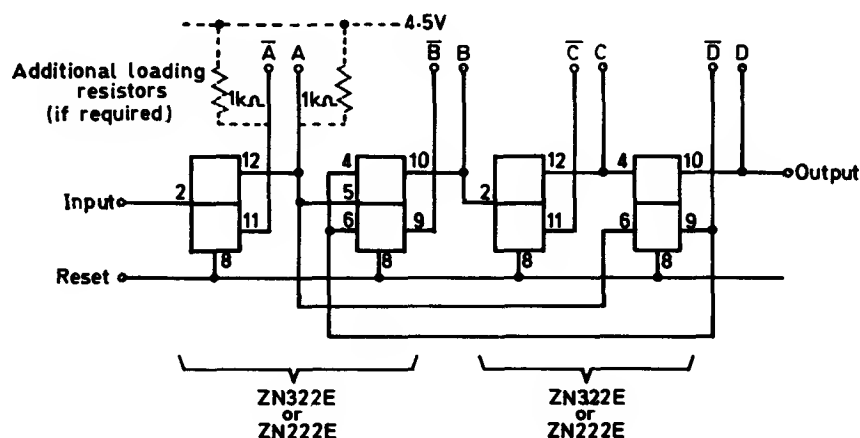 4·5V
A̅ A B̅ B C̅ C D̅ D
Additional loading
resistors
(if required)
1kΩ 1kΩ
12 4 10 12 4 10
Output
Input 2 5 2
11 6 9 11 6 9
8 8 8 8
Reset
ZN322E
or
ZN222E
ZN322E
or
ZN222E